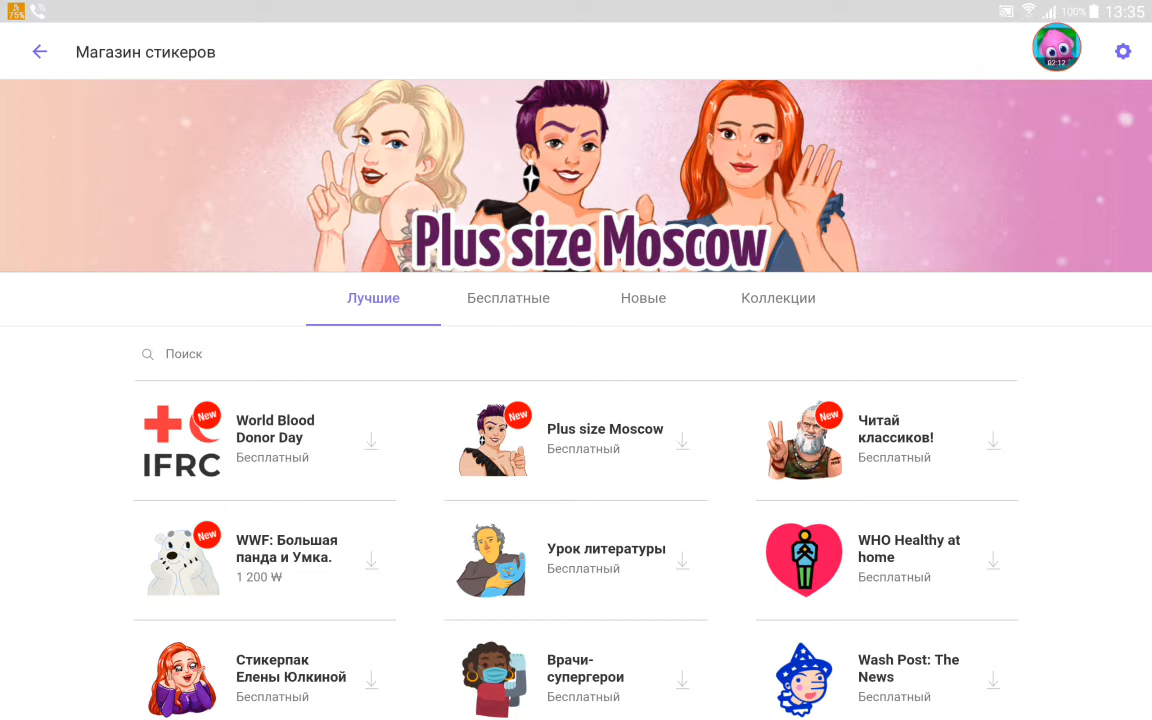 75%
100%
13:35
Магазин стикеров
02:12
Plus size Moscow
Лучшие
Бесплатные
Новые
Коллекции
Поиск
New
IFRC
World Blood
Donor Day
Бесплатный
New
Plus size Moscow
Бесплатный
New
Читай
классиков!
Бесплатный
New
WWF: Большая
панда и Умка.
1 200 ₩
Урок литературы
Бесплатный
WHO Healthy at
home
Бесплатный
Стикерпак
Елены Юлкиной
Бесплатный
Врачи-
супергерои
Бесплатный
Wash Post: The
News
Бесплатный